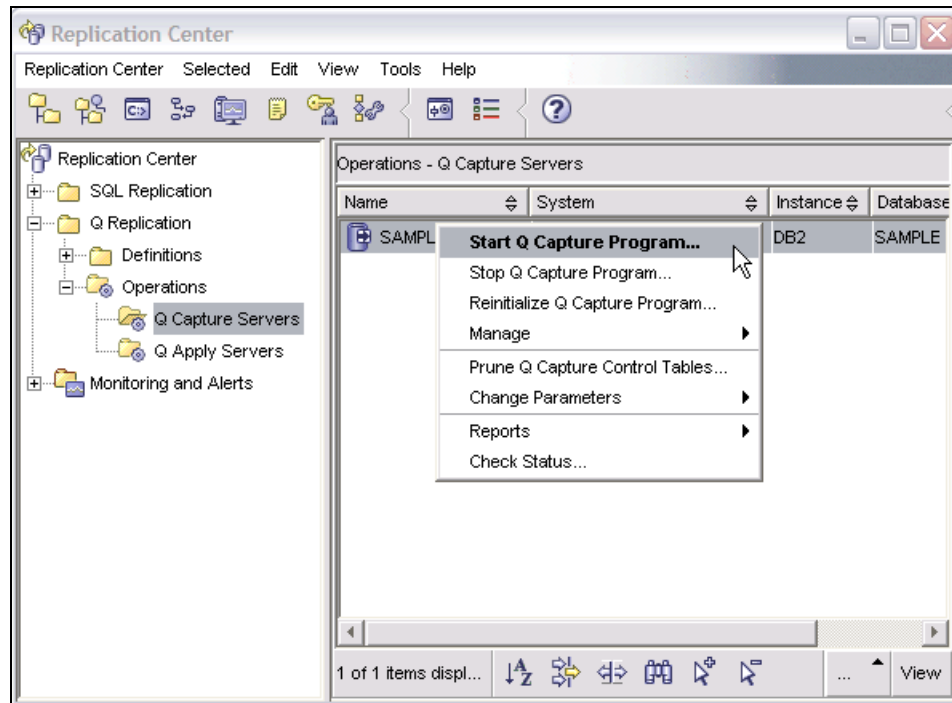 Replication Center
Replication Center Selected Edit View Tools Help
Replication Center
SQL Replication
Q Replication
Definitions
Operations
Q Capture Servers
Q Apply Servers
Monitoring and Alerts
Operations - Q Capture Servers
Name System Instance Database
SAMPL DB2 SAMPLE
Start Q Capture Program...
Stop Q Capture Program...
Reinitialize Q Capture Program...
Manage
Prune Q Capture Control Tables...
Change Parameters
Reports
Check Status...
1 of 1 items displ... ... View